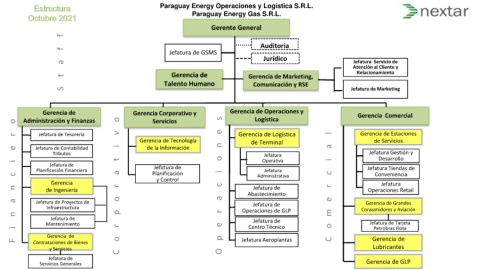 Estructura
Octubre 2021
Paraguay Energy Operaciones y Logística S.R.L.
Paraguay Energy Gas S.R.L.
nextar
Gerente General
Staff
Jefatura de GSMS
Auditoria
Jurídico
Gerencia de
Talento Humano
Gerencia de Marketing,
Comunicación y RSE
Jefatura Servicio de
Atención al Cliente y
Relacionamiento
Jefatura de Marketing
Financiero
Gerencia de
Administración y Finanzas
Jefatura de Tesorería
Jefatura de Contabilidad
Tributos
Jefatura de
Planificación Financiera
Gerencia
de Ingeniería
Jefatura de Proyectos de
Infraestructura
Jefatura de
Mantenimiento
Gerencia de
Contrataciones de Bienes
y Servicios
Jefatura de
Servicios Generales
Corporativo
Gerencia Corporativo y
Servicios
Gerencia de Tecnología
de la Información
Jefatura de
Planificación
y Control
Operaciones
Gerencia de Operaciones y
Logística
Gerencia de Logística
de Terminal
Jefatura
Operativa
Jefatura
Administrativa
Jefatura de
Abastecimiento
Jefatura de
Operaciones de GLP
Jefatura de
Centro Técnico
Jefatura Aeroplantas
Comercial
Gerencia Comercial
Gerencia de Estaciones
de Servicios
Jefatura Gestión y
Desarrollo
Jefatura Tiendas de
Conveniencia
Jefatura
Operaciones Retail
Gerencia de Grandes
Consumidores y Aviación
Jefatura de Tarjeta
Petrobras Flota
Gerencia de
Lubricantes
Gerencia de GLP